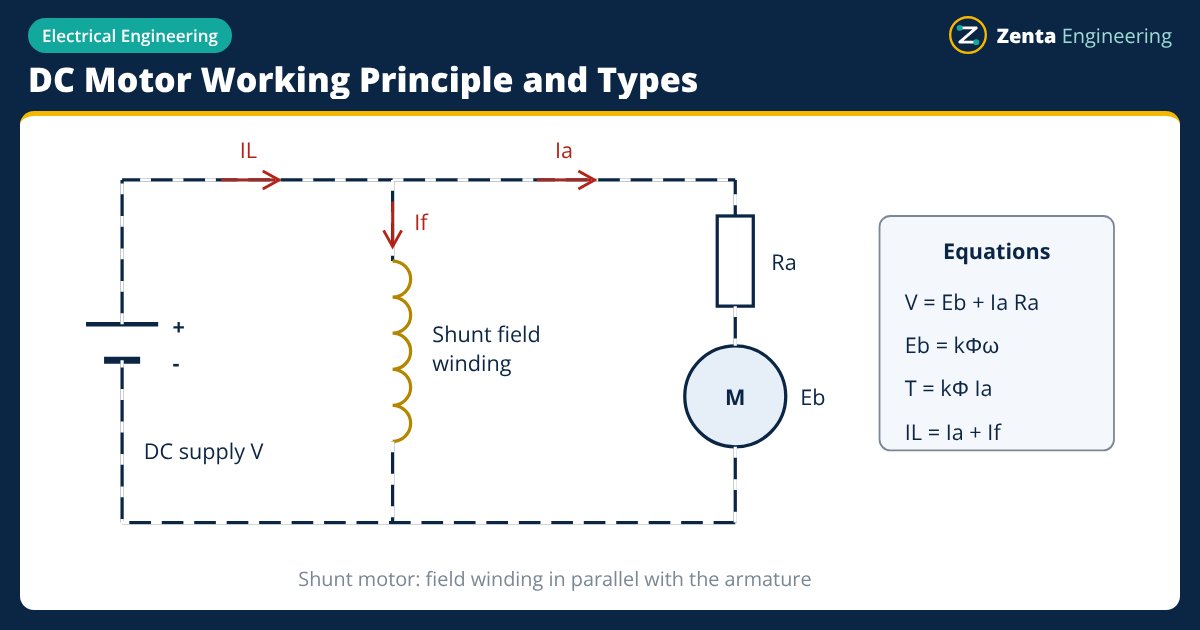 Electrical Engineering
Zenta Engineering
DC Motor Working Principle and Types
IL
Ia
If
+
-
DC supply V
Shunt field
winding
Ra
M
Eb
Equations
V = Eb + Ia Ra
Eb = kΦω
T = kΦ Ia
IL = Ia + If
Shunt motor: field winding in parallel with the armature